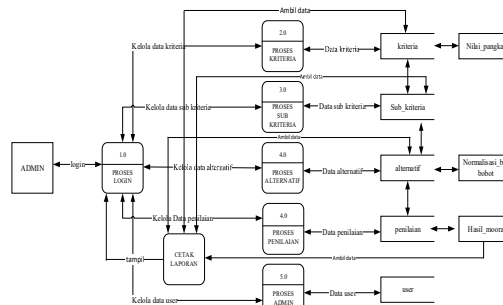 Ambil data
2.0
PROSES
KRITERIA
Kelola data kriteria
Data kriteria
kriteria
Nilai_pangka
Ambil data
3.0
PROSES
SUB
KRITERIA
Kelola data sub kriteria
Data sub kriteria
Sub_kriteria
Ambil data
ADMIN
login
1.0
PROSES
LOGIN
Kelola data alternatif
4.0
PROSES
ALTERNATIF
Data alternatif
alternatif
Normalisasi_b
bobot
Kelola Data penilaian
4.0
PROSES
PENILAIAN
Data penilaian
penilaian
Hasil_moora
tampil
CETAK
LAPORAN
Ambil data
Kelola data user
5.0
PROSES
ADMIN
Data user
user